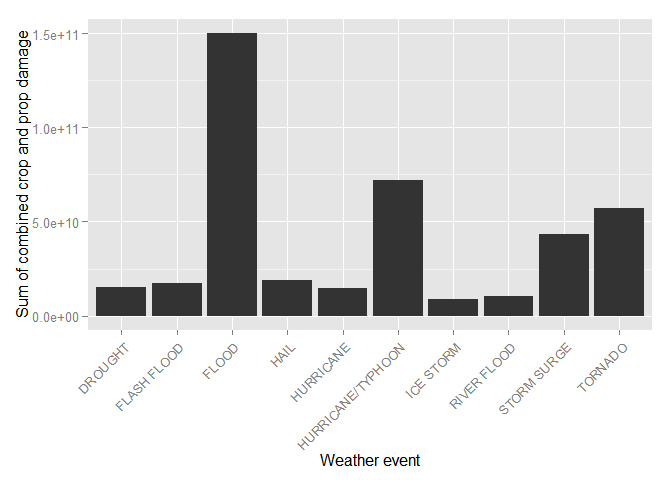 Sum of combined crop and prop damage
1.5e+11
1.0e+11
5.0e+10
0.0e+00
DROUGHT
FLASH FLOOD
FLOOD
HAIL
HURRICANE
HURRICANE/TYPHOON
ICE STORM
RIVER FLOOD
STORM SURGE
TORNADO
Weather event